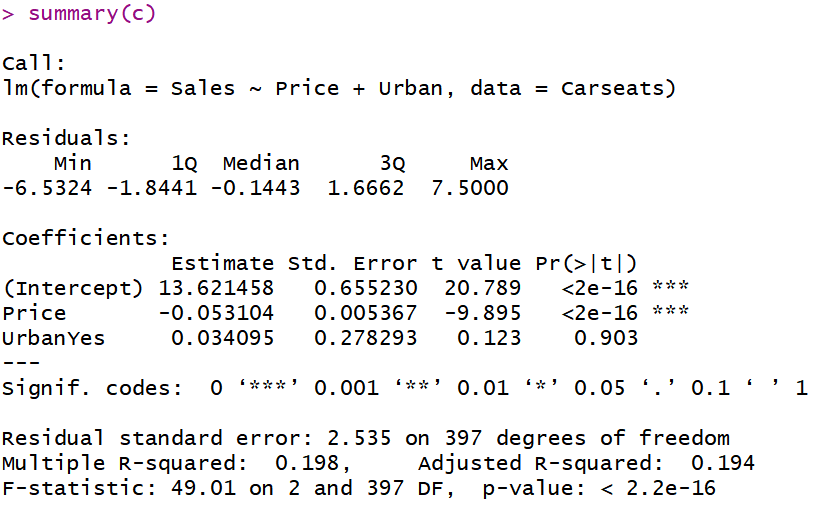 > summary(c)
Call:
lm(formula = Sales ~ Price + Urban, data = Carseats)
Residuals:
    Min      1Q  Median      3Q     Max
-6.5324 -1.8441 -0.1443  1.6662  7.5000
Coefficients:
             Estimate Std. Error t value Pr(>|t|)
(Intercept) 13.621458   0.655230  20.789   <2e-16 ***
Price       -0.053104   0.005367  -9.895   <2e-16 ***
UrbanYes     0.034095   0.278293   0.123    0.903
---
Signif. codes:  0 ‘***’ 0.001 ‘**’ 0.01 ‘*’ 0.05 ‘.’ 0.1 ‘ ’ 1
Residual standard error: 2.535 on 397 degrees of freedom
Multiple R-squared:  0.198,	Adjusted R-squared:  0.194
F-statistic: 49.01 on 2 and 397 DF,  p-value: < 2.2e-16